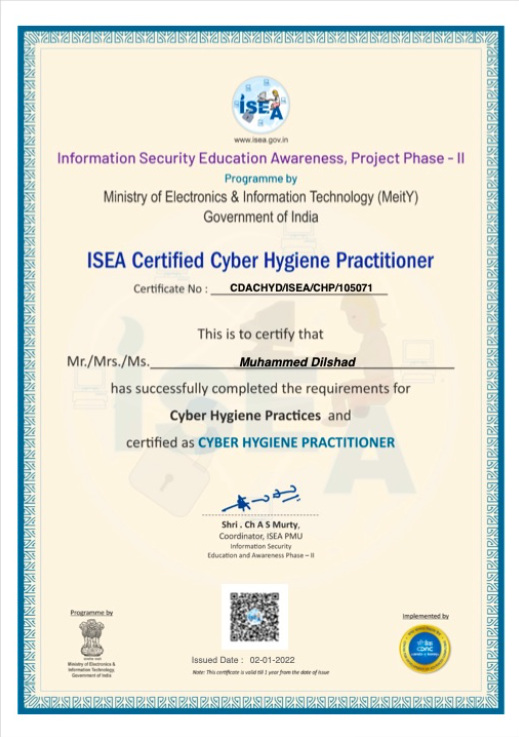 ISEA
www.isea.gov.in
Information Security Education Awareness, Project Phase - II
Programme by
Ministry of Electronics & Information Technology (MeitY)
Government of India
ISEA Certified Cyber Hygiene Practitioner
Certificate No : CDACHYD/ISEA/CHP/105071
This is to certify that
Mr./Mrs./Ms. Muhammed Dilshad
has successfully completed the requirements for
Cyber Hygiene Practices and
certified as CYBER HYGIENE PRACTITIONER
Shri . Ch A S Murty,
Coordinator, ISEA PMU
Information Security
Education and Awareness Phase – II
Programme by
Ministry of Electronics &
Information Technology,
Government of India
Implemented by
CDAC
Issued Date : 02-01-2022
Note: This certificate is valid till 1 year from the date of issue